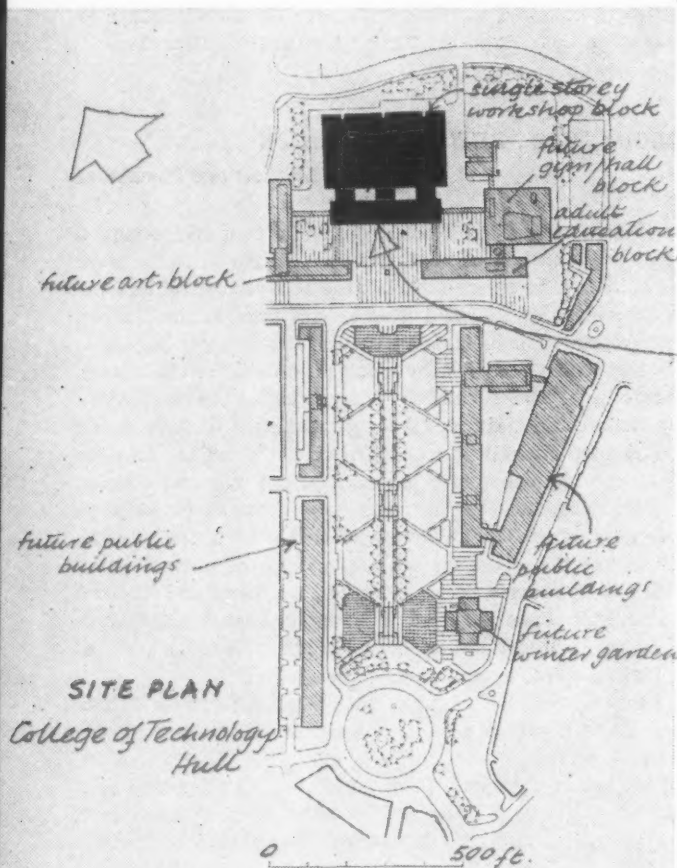 single storey
workshop block
future
gym/hall
block
adult
education
block
future arts block
future public
buildings
future
public
buildings
future
winter garden
SITE PLAN
College of Technology
Hull
0 500 ft.